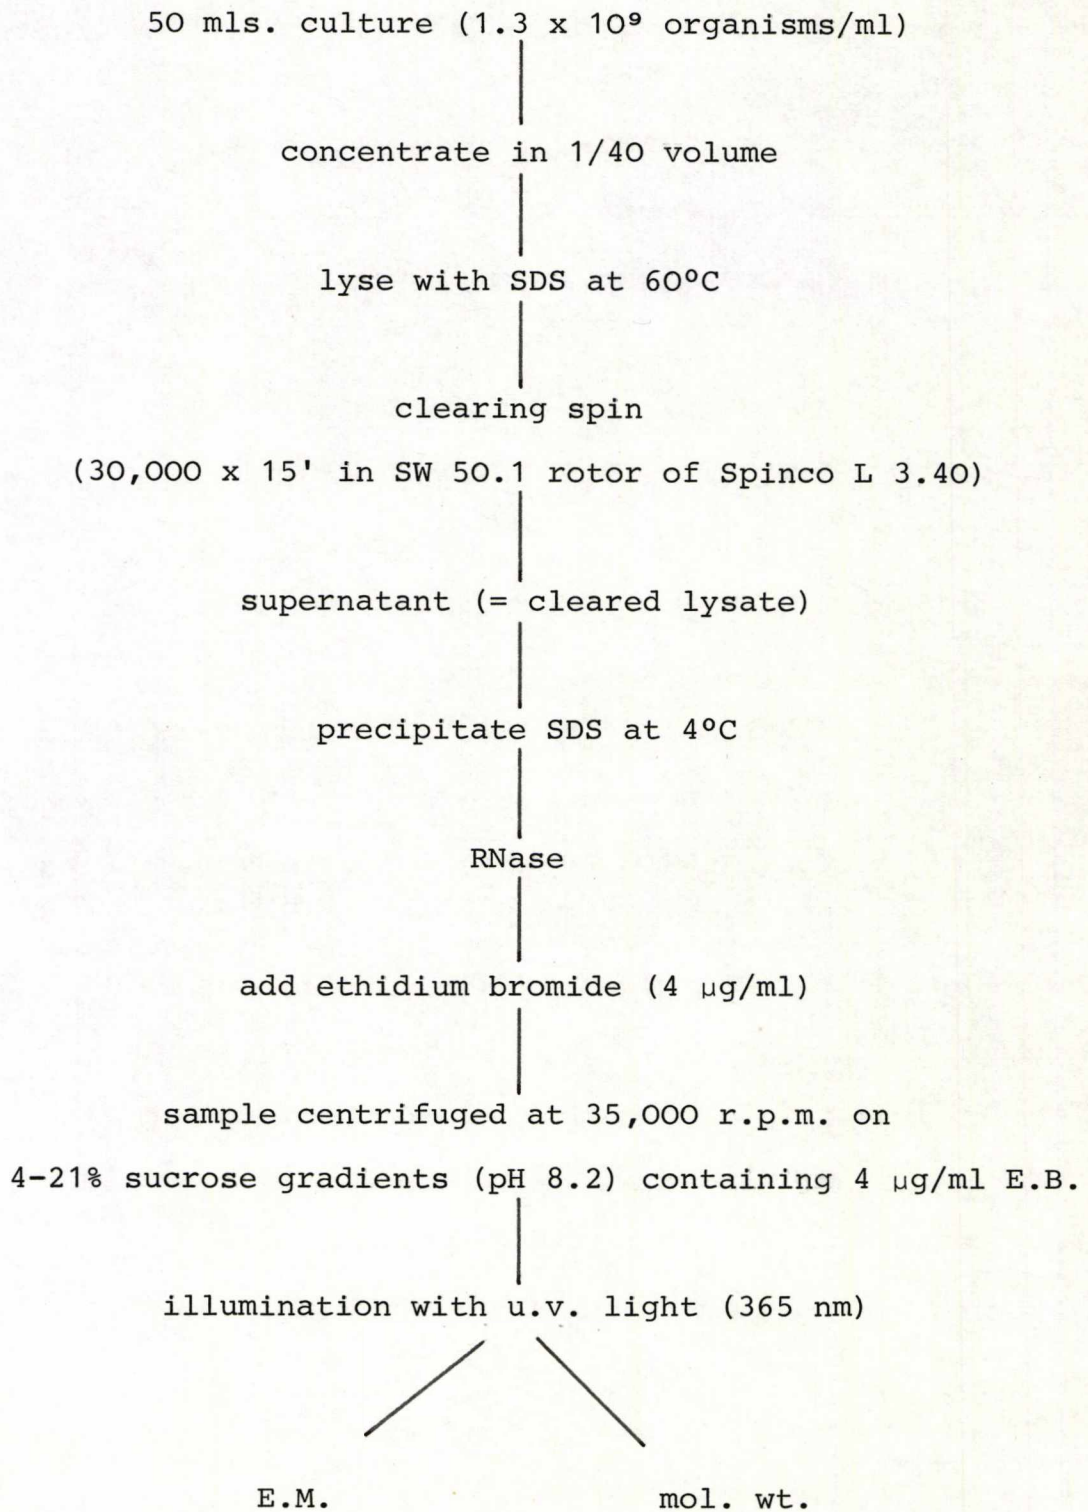 50 mls. culture (1.3 x 10⁹ organisms/ml)
concentrate in 1/40 volume
lyse with SDS at 60ºC
clearing spin
(30,000 x 15' in SW 50.1 rotor of Spinco L 3.40)
supernatant (= cleared lysate)
precipitate SDS at 4ºC
RNase
add ethidium bromide (4 µg/ml)
sample centrifuged at 35,000 r.p.m. on
4-21% sucrose gradients (pH 8.2) containing 4 µg/ml E.B.
illumination with u.v. light (365 nm)
E.M. mol. wt.